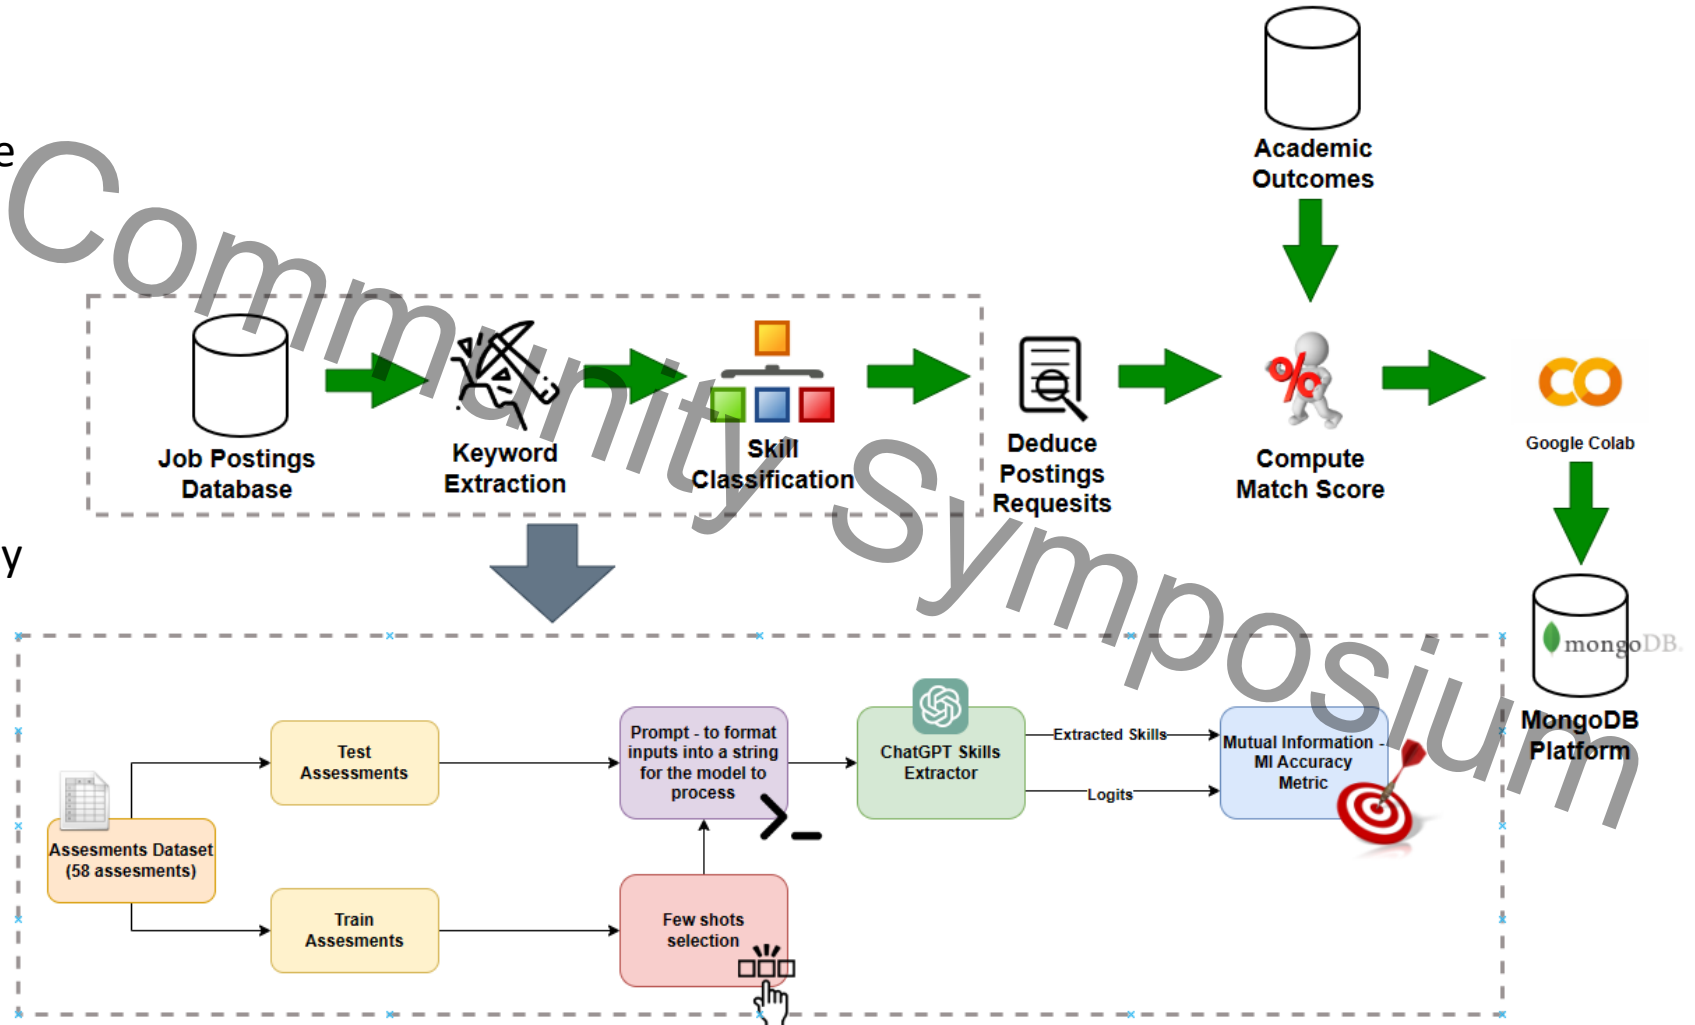 e
y
Community Symposium
Academic
Outcomes
Job Postings
Database
Keyword
Extraction
Skill
Classification
Deduce
Postings
Requesits
%
Compute
Match Score
Google Colab
mongoDB.
MongoDB
Platform
Assesments Dataset
(58 assesments)
Test
Assessments
Train
Assesments
Prompt - to format
inputs into a string
for the model to
process
Few shots
selection
ChatGPT Skills
Extractor
Extracted Skills
Logits
Mutual Information -
MI Accuracy
Metric